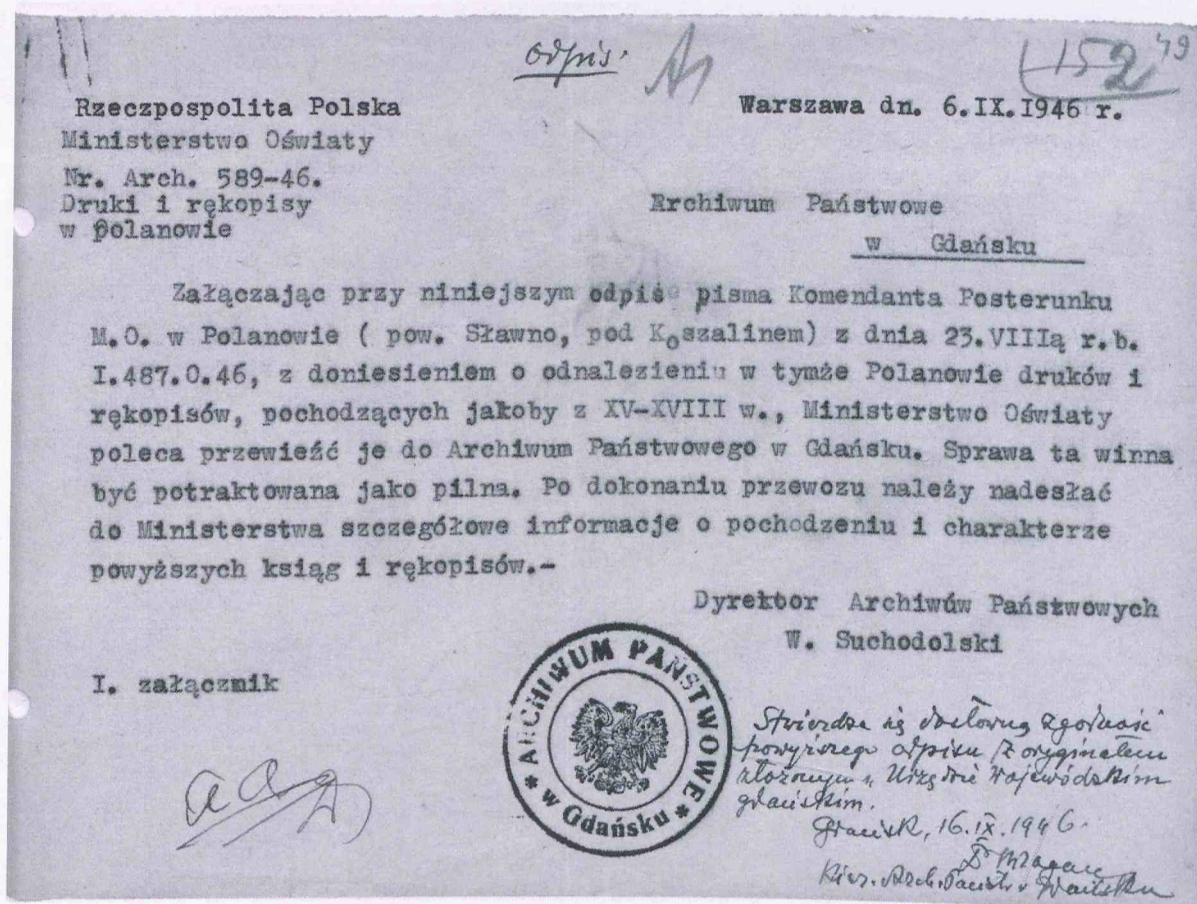 odpis.
152 49
Rzeczpospolita Polska
Warszawa dn. 6.IX.1946 r.
Ministerstwo Oświaty
Nr. Arch. 589-46.
Druki i rękopisy
w Polanowie
Archiwum Państwowe
w Gdańsku
Załączając przy niniejszym odpis pisma Komendanta Posterunku
M.O. w Polanowie ( pow. Sławno, pod Koszalinem) z dnia 23.VIIIą r.b.
I.487.0.46, z doniesieniem o odnalezieniu w tymże Polanowie druków i
rękopisów, pochodzących jakoby z XV-XVIII w., Ministerstwo Oświaty
poleca przewieźć je do Archiwum Państwowego w Gdańsku. Sprawa ta winna
być potraktowana jako pilna. Po dokonaniu przewozu należy nadesłać
do Ministerstwa szczegółowe informacje o pochodzeniu i charakterze
powyższych ksiąg i rękopisów.-
Dyrektor Archiwów Państwowych
W. Suchodolski
I. załącznik
* ARCHIWUM PAŃSTWOWE *
w Gdańsku
Stwierdza się dosłowną zgodność
powyższego odpisu z oryginałem
złożonym w Urzędzie Wojewódzkim
gdańskim.
Gdańsk, 16.IX.1946.
Kier. Arch. Państw. w Gdańsku